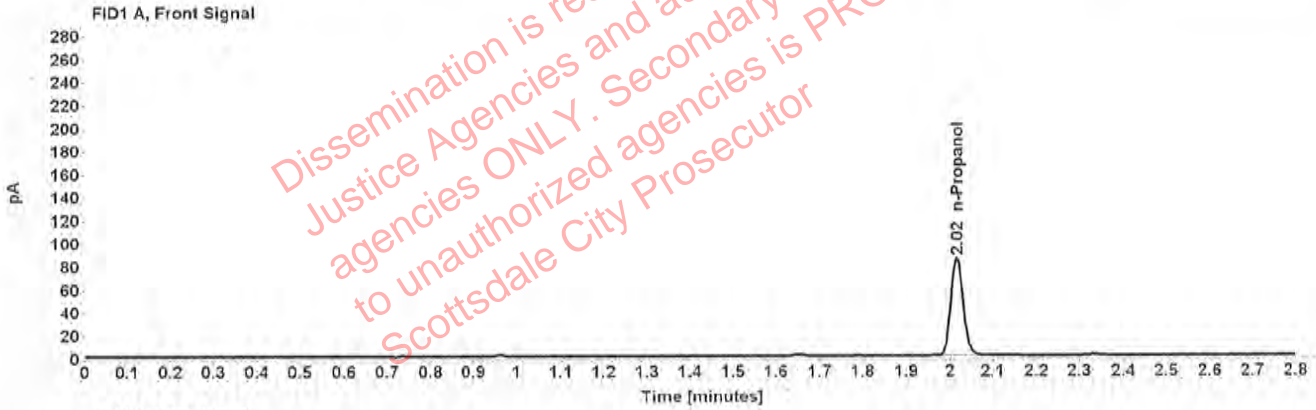 FID1 A, Front Signal
280
260
240
220
200
180
160
140
120
100
80
60
40
20
0
pA
2.02 n-Propanol
0 0.1 0.2 0.3 0.4 0.5 0.6 0.7 0.8 0.9 1 1.1 1.2 1.3 1.4 1.5 1.6 1.7 1.8 1.9 2 2.1 2.2 2.3 2.4 2.5 2.6 2.7 2.8
Time [minutes]
Dissemination is
Justice Agencies and
agencies ONLY. Secondary
to unauthorized agencies is
Scottsdale City Prosecutor